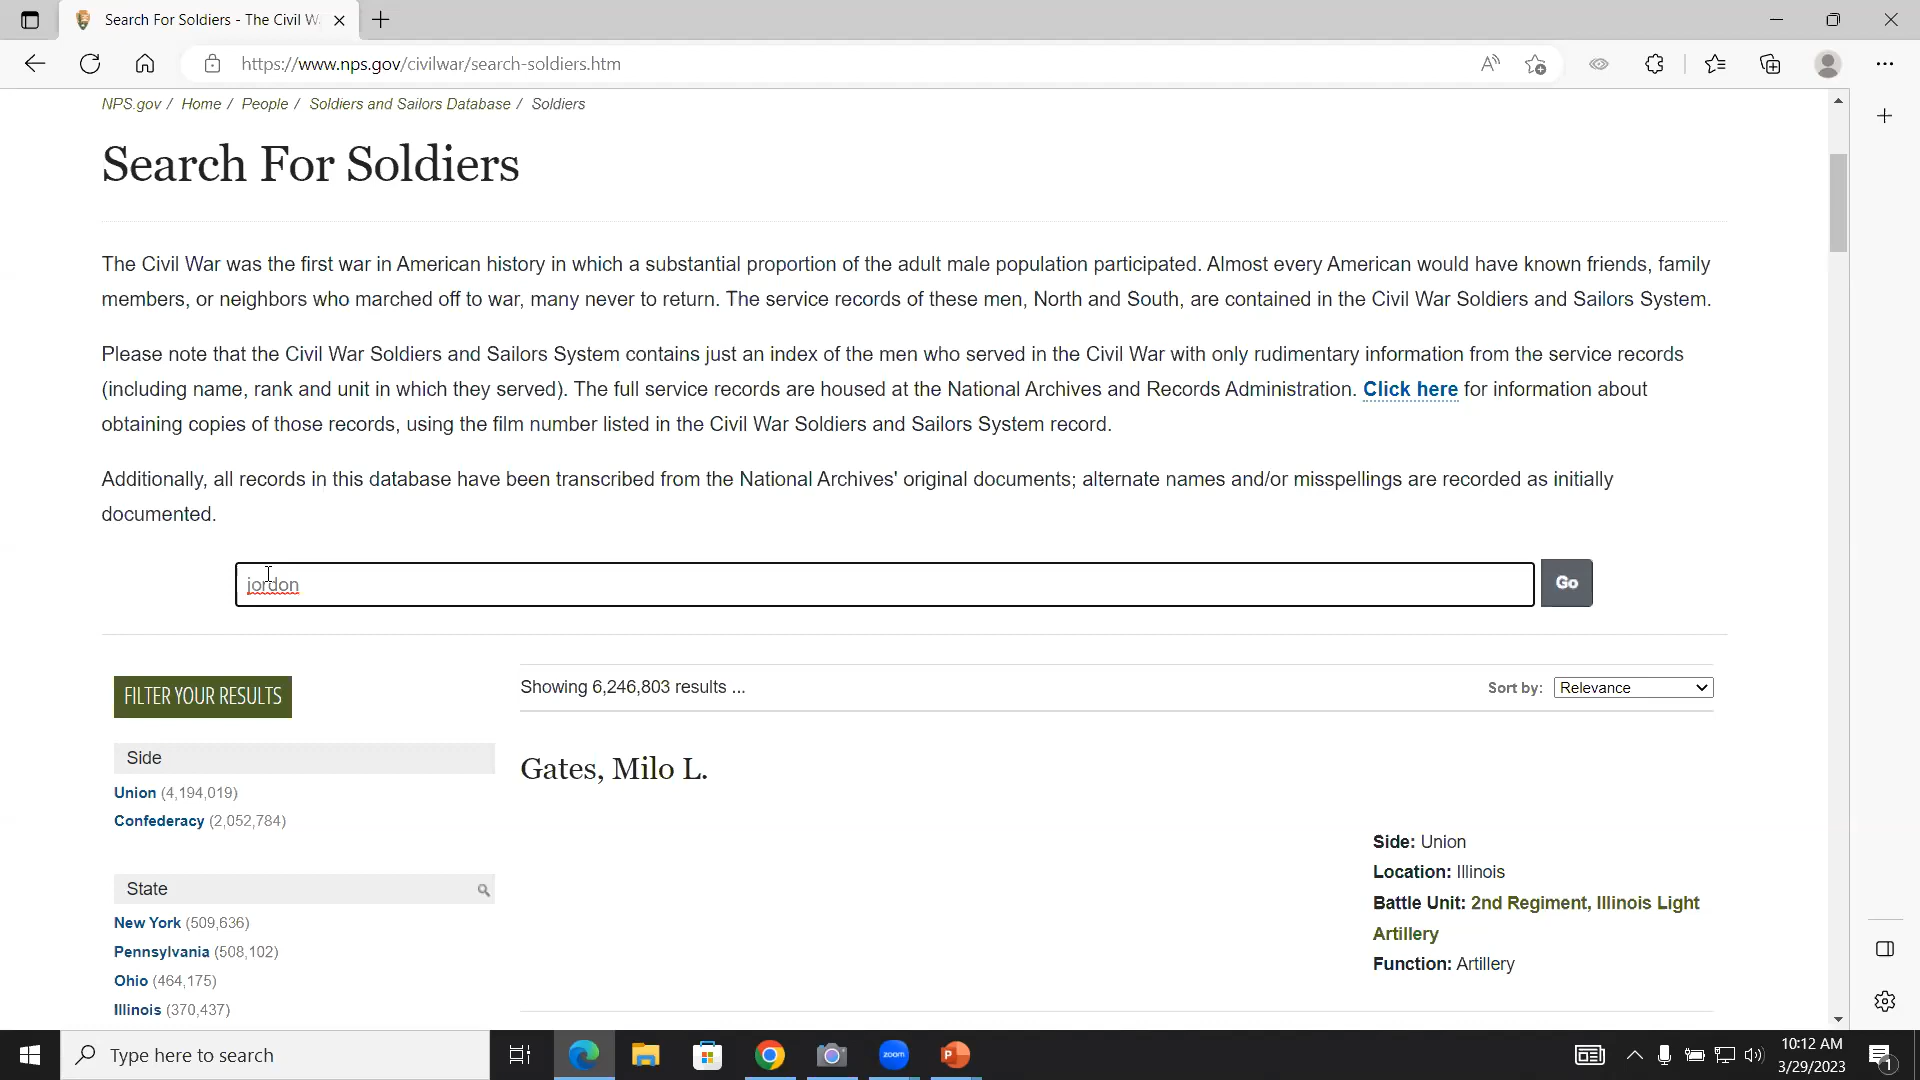 Search For Soldiers - The Civil W
https://www.nps.gov/civilwar/search-soldiers.htm
NPS.gov / Home / People / Soldiers and Sailors Database / Soldiers
Search For Soldiers
The Civil War was the first war in American history in which a substantial proportion of the adult male population participated. Almost every American would have known friends, family
members, or neighbors who marched off to war, many never to return. The service records of these men, North and South, are contained in the Civil War Soldiers and Sailors System.
Please note that the Civil War Soldiers and Sailors System contains just an index of the men who served in the Civil War with only rudimentary information from the service records
(including name, rank and unit in which they served). The full service records are housed at the National Archives and Records Administration. Click here for information about
obtaining copies of those records, using the film number listed in the Civil War Soldiers and Sailors System record.
Additionally, all records in this database have been transcribed from the National Archives' original documents; alternate names and/or misspellings are recorded as initially
documented.
jordon
Go
FILTER YOUR RESULTS
Showing 6,246,803 results ...
Sort by: Relevance
Side
Union (4,194,019)
Confederacy (2,052,784)
State
New York (509,636)
Pennsylvania (508,102)
Ohio (464,175)
Illinois (370,437)
Gates, Milo L.
Side: Union
Location: Illinois
Battle Unit: 2nd Regiment, Illinois Light
Artillery
Function: Artillery
Type here to search
zoom
P
10:12 AM
3/29/2023
1